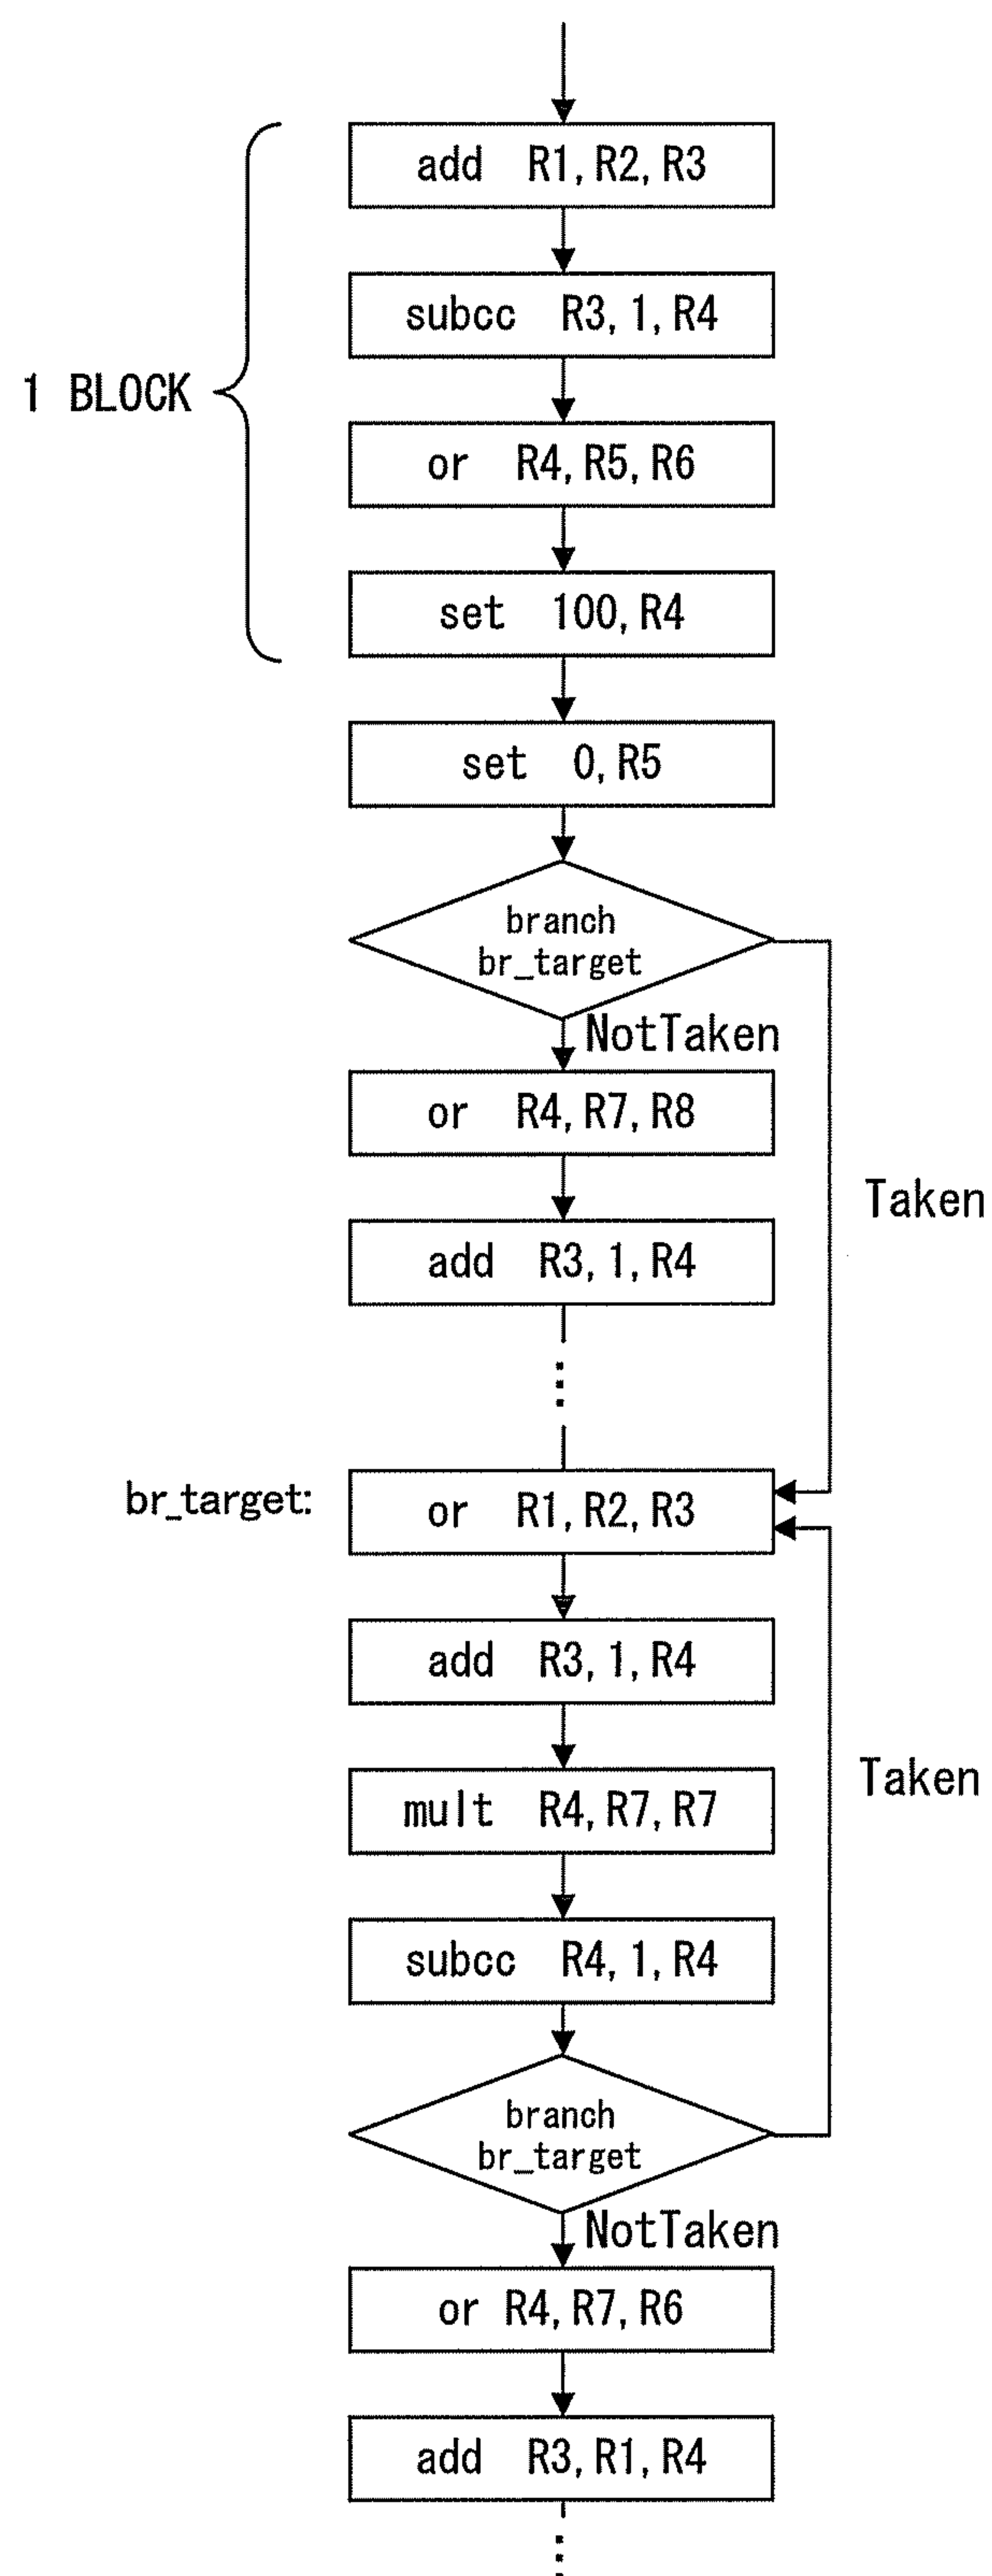 add R1, R2, R3
subcc R3, 1, R4
1 BLOCK
or R4, R5, R6
set 100, R4
set 0, R5
branch
br_target
NotTaken
or R4, R7, R8
Taken
add R3, 1, R4
br_target:
or R1, R2, R3
add R3, 1, R4
Taken
mult R4, R7, R7
subcc R4, 1, R4
branch
br_target
NotTaken
or R4, R7, R6
add R3, R1, R4